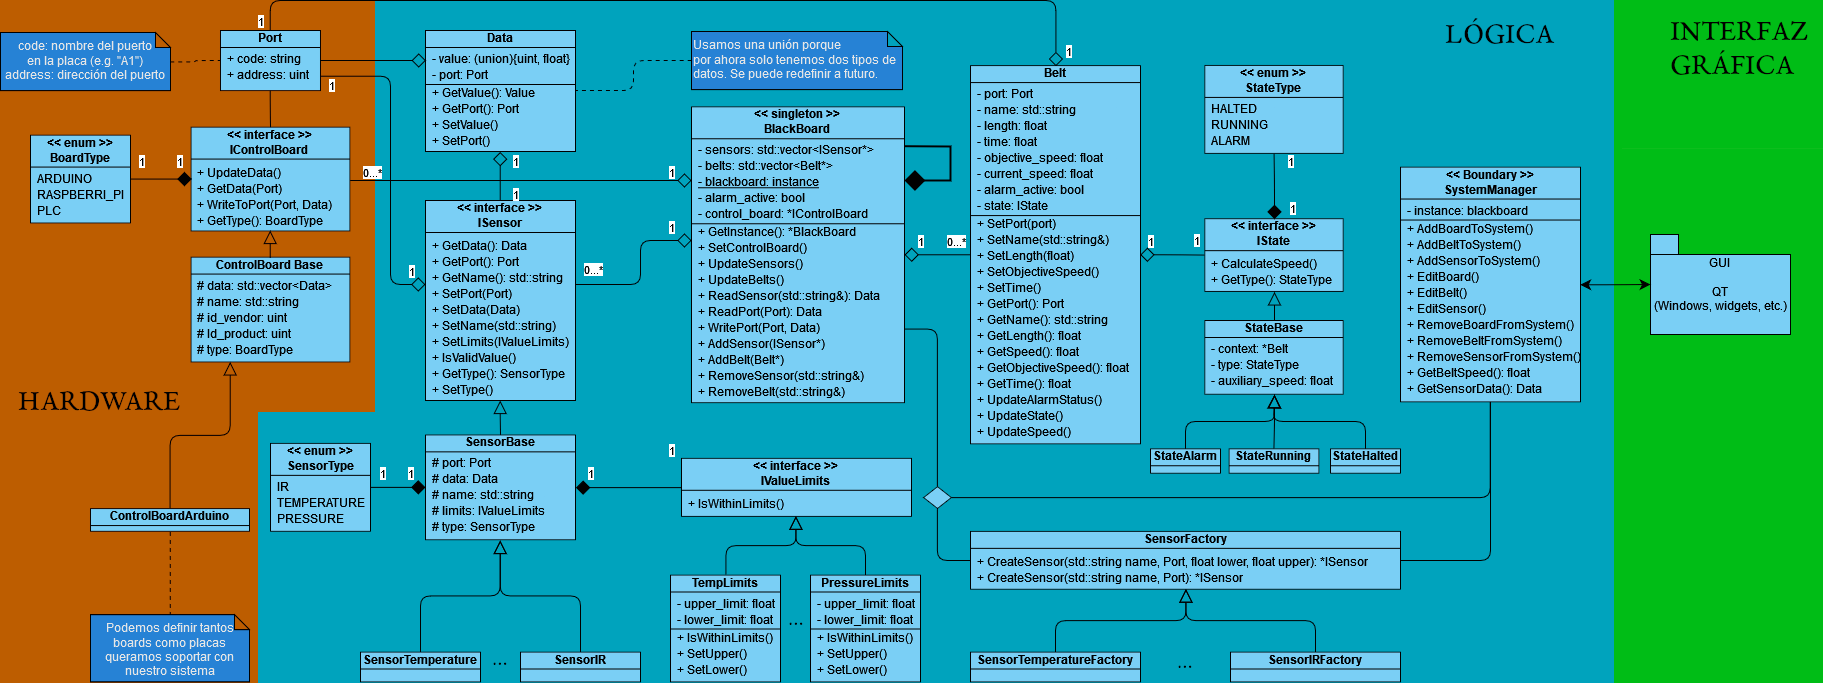 HARDWARE
LÓGICA
INTERFAZ
GRÁFICA
code: nombre del puerto
en la placa (e.g. "A1")
address: dirección del puerto
1
Port
+ code: string
+ address: uint
1
<< enum >>
BoardType
ARDUINO
RASPBERRI_PI
PLC
1
1
<< interface >>
IControlBoard
+ UpdateData()
+ GetData(Port)
+ WriteToPort(Port, Data)
+ GetType(): BoardType
0...*
1
ControlBoard Base
# data: std::vector<Data>
# name: std::string
# id_vendor: uint
# Id_product: uint
# type: BoardType
ControlBoardArduino
Podemos definir tantos
boards como placas
queramos soportar con
nuestro sistema
Data
- value: (union){uint, float}
- port: Port
+ GetValue(): Value
+ GetPort(): Port
+ SetValue()
+ SetPort()
1
1
1
Usamos una unión porque
por ahora solo tenemos dos tipos de
datos. Se puede redefinir a futuro.
<< interface >>
ISensor
+ GetData(): Data
+ GetPort(): Port
+ GetName(): std::string
+ SetPort(Port)
+ SetData(Data)
+ SetName(std::string)
+ SetLimits(IValueLimits)
+ IsValidValue()
+ GetType(): SensorType
+ SetType()
0...*
1
<< singleton >>
BlackBoard
- sensors: std::vector<ISensor*>
- belts: std::vector<Belt*>
- blackboard: instance
- alarm_active: bool
- control_board: *IControlBoard
+ GetInstance(): *BlackBoard
+ SetControlBoard()
+ UpdateSensors()
+ UpdateBelts()
+ ReadSensor(std::string&): Data
+ ReadPort(Port): Data
+ WritePort(Port, Data)
+ AddSensor(ISensor*)
+ AddBelt(Belt*)
+ RemoveSensor(std::string&)
+ RemoveBelt(std::string&)
1
0...*
1
Belt
- port: Port
- name: std::string
- length: float
- time: float
- objective_speed: float
- current_speed: float
- alarm_active: bool
- state: IState
+ SetPort(port)
+ SetName(std::string&)
+ SetLength(float)
+ SetObjectiveSpeed()
+ SetTime()
+ GetPort(): Port
+ GetName(): std::string
+ GetLength(): float
+ GetSpeed(): float
+ GetObjectiveSpeed(): float
+ GetTime(): float
+ UpdateAlarmStatus()
+ UpdateState()
+ UpdateSpeed()
1
1
<< enum >>
StateType
HALTED
RUNNING
ALARM
1
1
<< interface >>
IState
+ CalculateSpeed()
+ GetType(): StateType
StateBase
- context: *Belt
- type: StateType
- auxiliary_speed: float
StateAlarm
StateRunning
StateHalted
<< Boundary >>
SystemManager
- instance: blackboard
+ AddBoardToSystem()
+ AddBeltToSystem()
+ AddSensorToSystem()
+ EditBoard()
+ EditBelt()
+ EditSensor()
+ RemoveBoardFromSystem()
+ RemoveBeltFromSystem()
+ RemoveSensorFromSystem()
+ GetBeltSpeed(): float
+ GetSensorData(): Data
GUI
QT
(Windows, widgets, etc.)
<< enum >>
SensorType
IR
TEMPERATURE
PRESSURE
1
1
SensorBase
# port: Port
# data: Data
# name: std::string
# limits: IValueLimits
# type: SensorType
1
1
<< interface >>
IValueLimits
+ IsWithinLimits()
TempLimits
- upper_limit: float
- lower_limit: float
+ IsWithinLimits()
+ SetUpper()
+ SetLower()
...
PressureLimits
- upper_limit: float
- lower_limit: float
+ IsWithinLimits()
+ SetUpper()
+ SetLower()
SensorTemperature
...
SensorIR
SensorFactory
+ CreateSensor(std::string name, Port, float lower, float upper): *ISensor
+ CreateSensor(std::string name, Port): *ISensor
SensorTemperatureFactory
...
SensorIRFactory